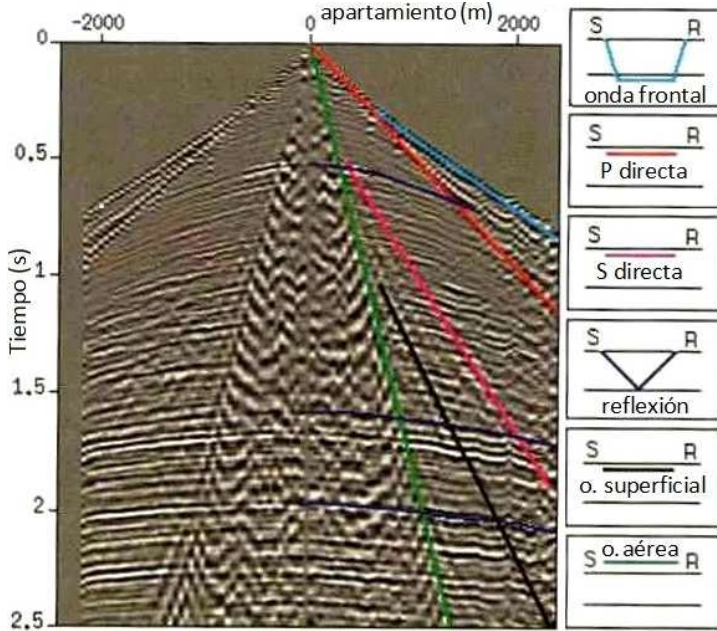 apartamiento (m)
−2000 0 2000
Tiempo (s)
0
0.5
1
1.5
2
2.5
S R
onda frontal
S R
P directa
S R
S directa
S R
reflexión
S R
o. superficial
o. aérea
S R